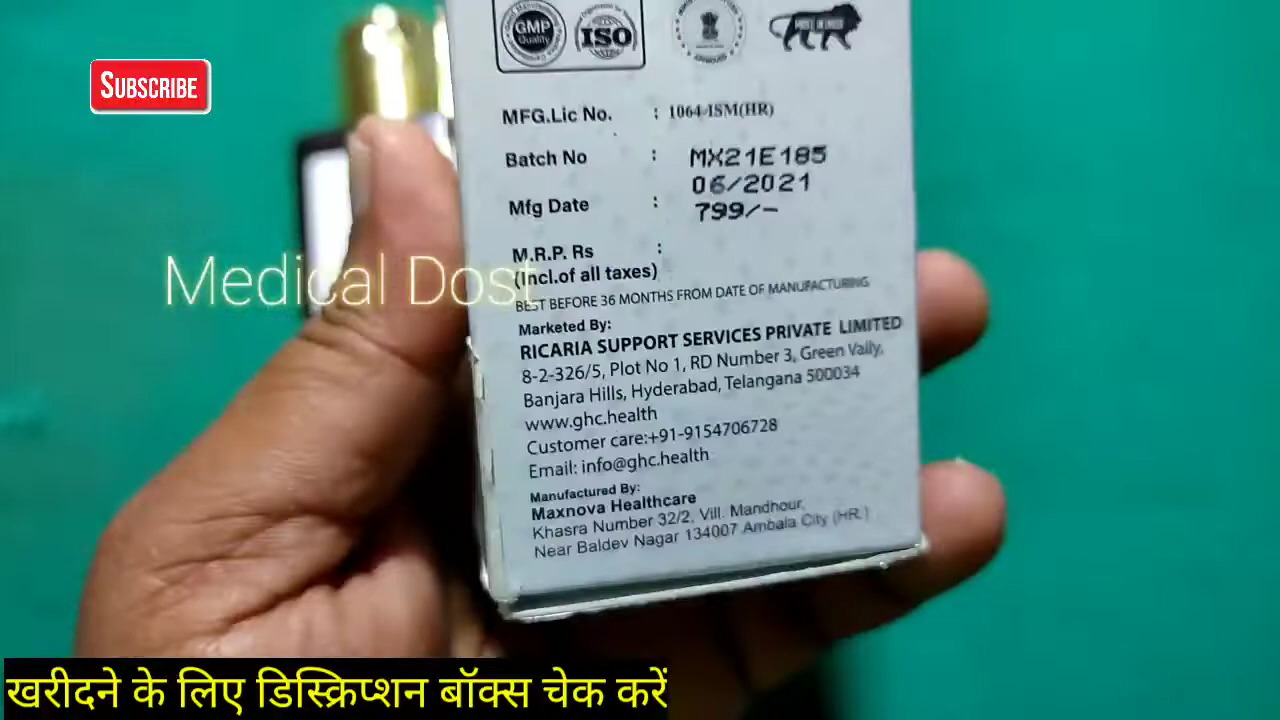 GMP
Quality
ISO
SUBSCRIBE
MFG.Lic No. : 1064-ISM(HR)
Batch No : MX21E185
Mfg Date : 06/2021
799/-
M.R.P. Rs :
(Incl.of all taxes)
Medical Dost
BEST BEFORE 36 MONTHS FROM DATE OF MANUFACTURING
Marketed By:
RICARIA SUPPORT SERVICES PRIVATE LIMITED
8-2-326/5, Plot No 1, RD Number 3, Green Vally,
Banjara Hills, Hyderabad, Telangana 500034
www.ghc.health
Customer care:+91-9154706728
Email: info@ghc.health
Manufactured By:
Maxnova Healthcare
Khasra Number 32/2, Vill. Mandhour,
Near Baldev Nagar 134007 Ambala City (HR.)
खरीदने के लिए डिस्क्रिप्शन बॉक्स चेक करें